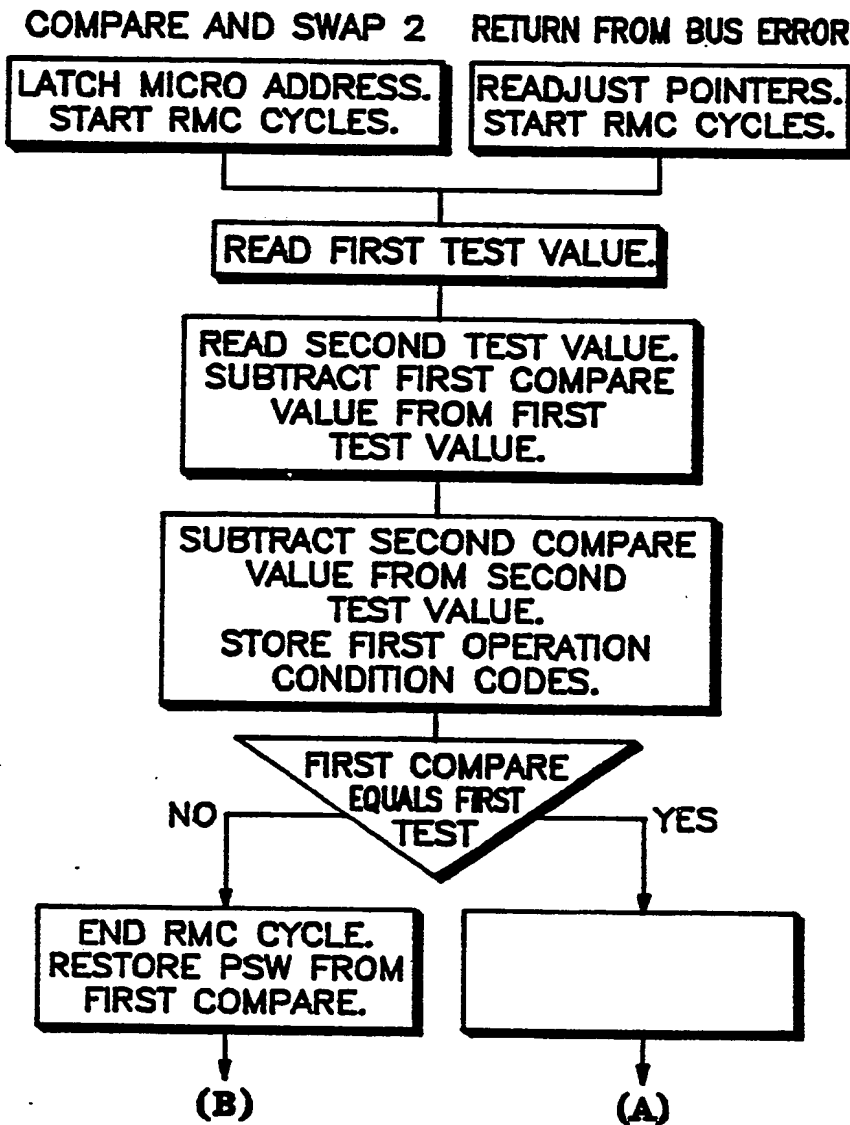 COMPARE AND SWAP 2
RETURN FROM BUS ERROR
LATCH MICRO ADDRESS.
START RMC CYCLES.
READJUST POINTERS.
START RMC CYCLES.
READ FIRST TEST VALUE.
READ SECOND TEST VALUE.
SUBTRACT FIRST COMPARE
VALUE FROM FIRST
TEST VALUE.
SUBTRACT SECOND COMPARE
VALUE FROM SECOND
TEST VALUE.
STORE FIRST OPERATION
CONDITION CODES.
FIRST COMPARE
EQUALS FIRST
TEST
NO
YES
END RMC CYCLE.
RESTORE PSW FROM
FIRST COMPARE.
(B)
(A)